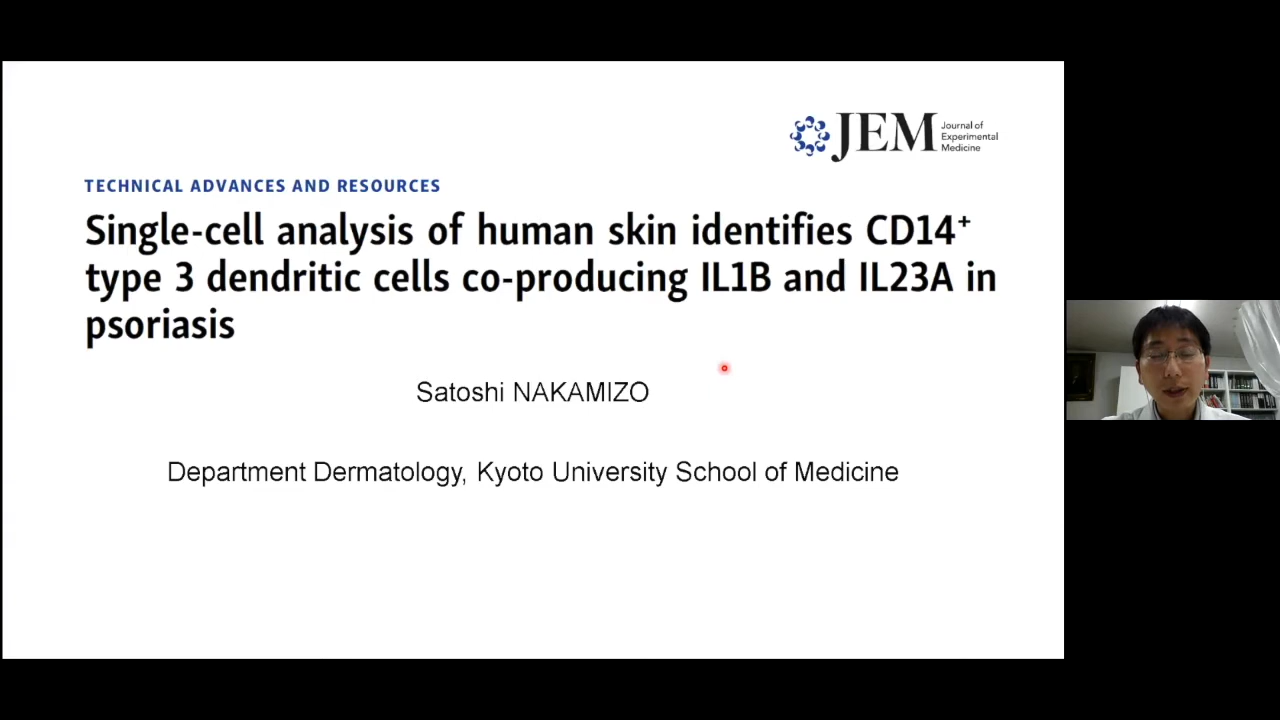 JEM Journal of
Experimental
Medicine
TECHNICAL ADVANCES AND RESOURCES
Single-cell analysis of human skin identifies CD14⁺
type 3 dendritic cells co-producing IL1B and IL23A in
psoriasis
Satoshi NAKAMIZO
Department Dermatology, Kyoto University School of Medicine